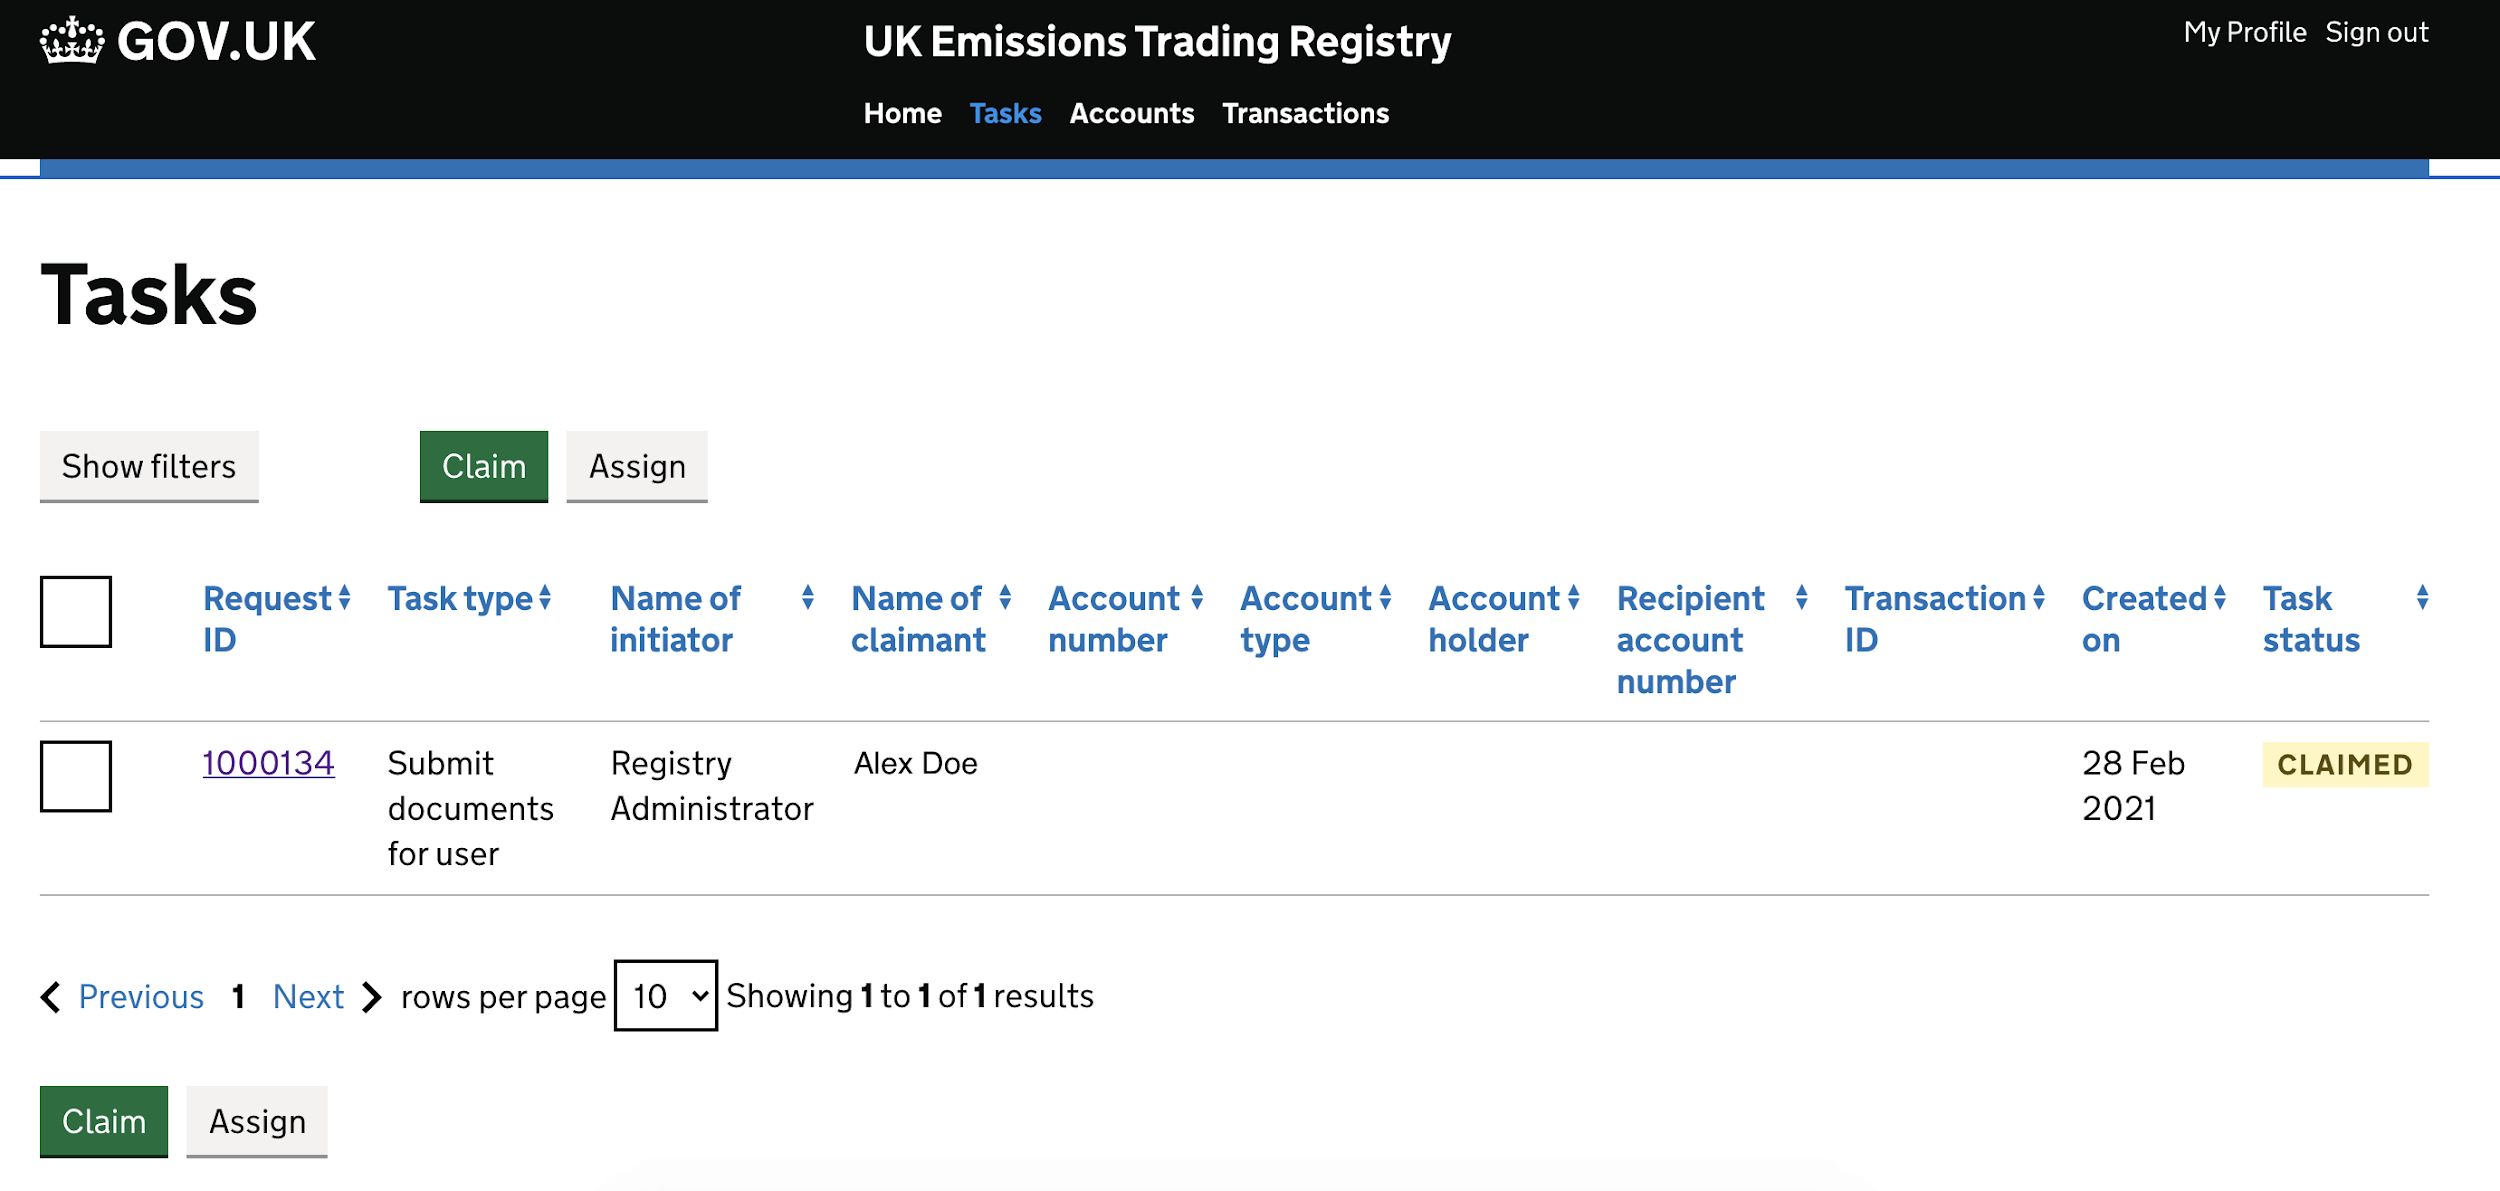 GOV.UK
UK Emissions Trading Registry
My Profile Sign out
Home Tasks Accounts Transactions
Tasks
Show filters Claim Assign
Request Task type Name of Name of Account Account Account Recipient Transaction Created Task
ID initiator claimant number type holder account ID on status
number
1000134 Submit Registry Alex Doe 28 Feb CLAIMED
documents Administrator 2021
for user
Previous 1 Next rows per page 10 Showing 1 to 1 of 1 results
Claim Assign